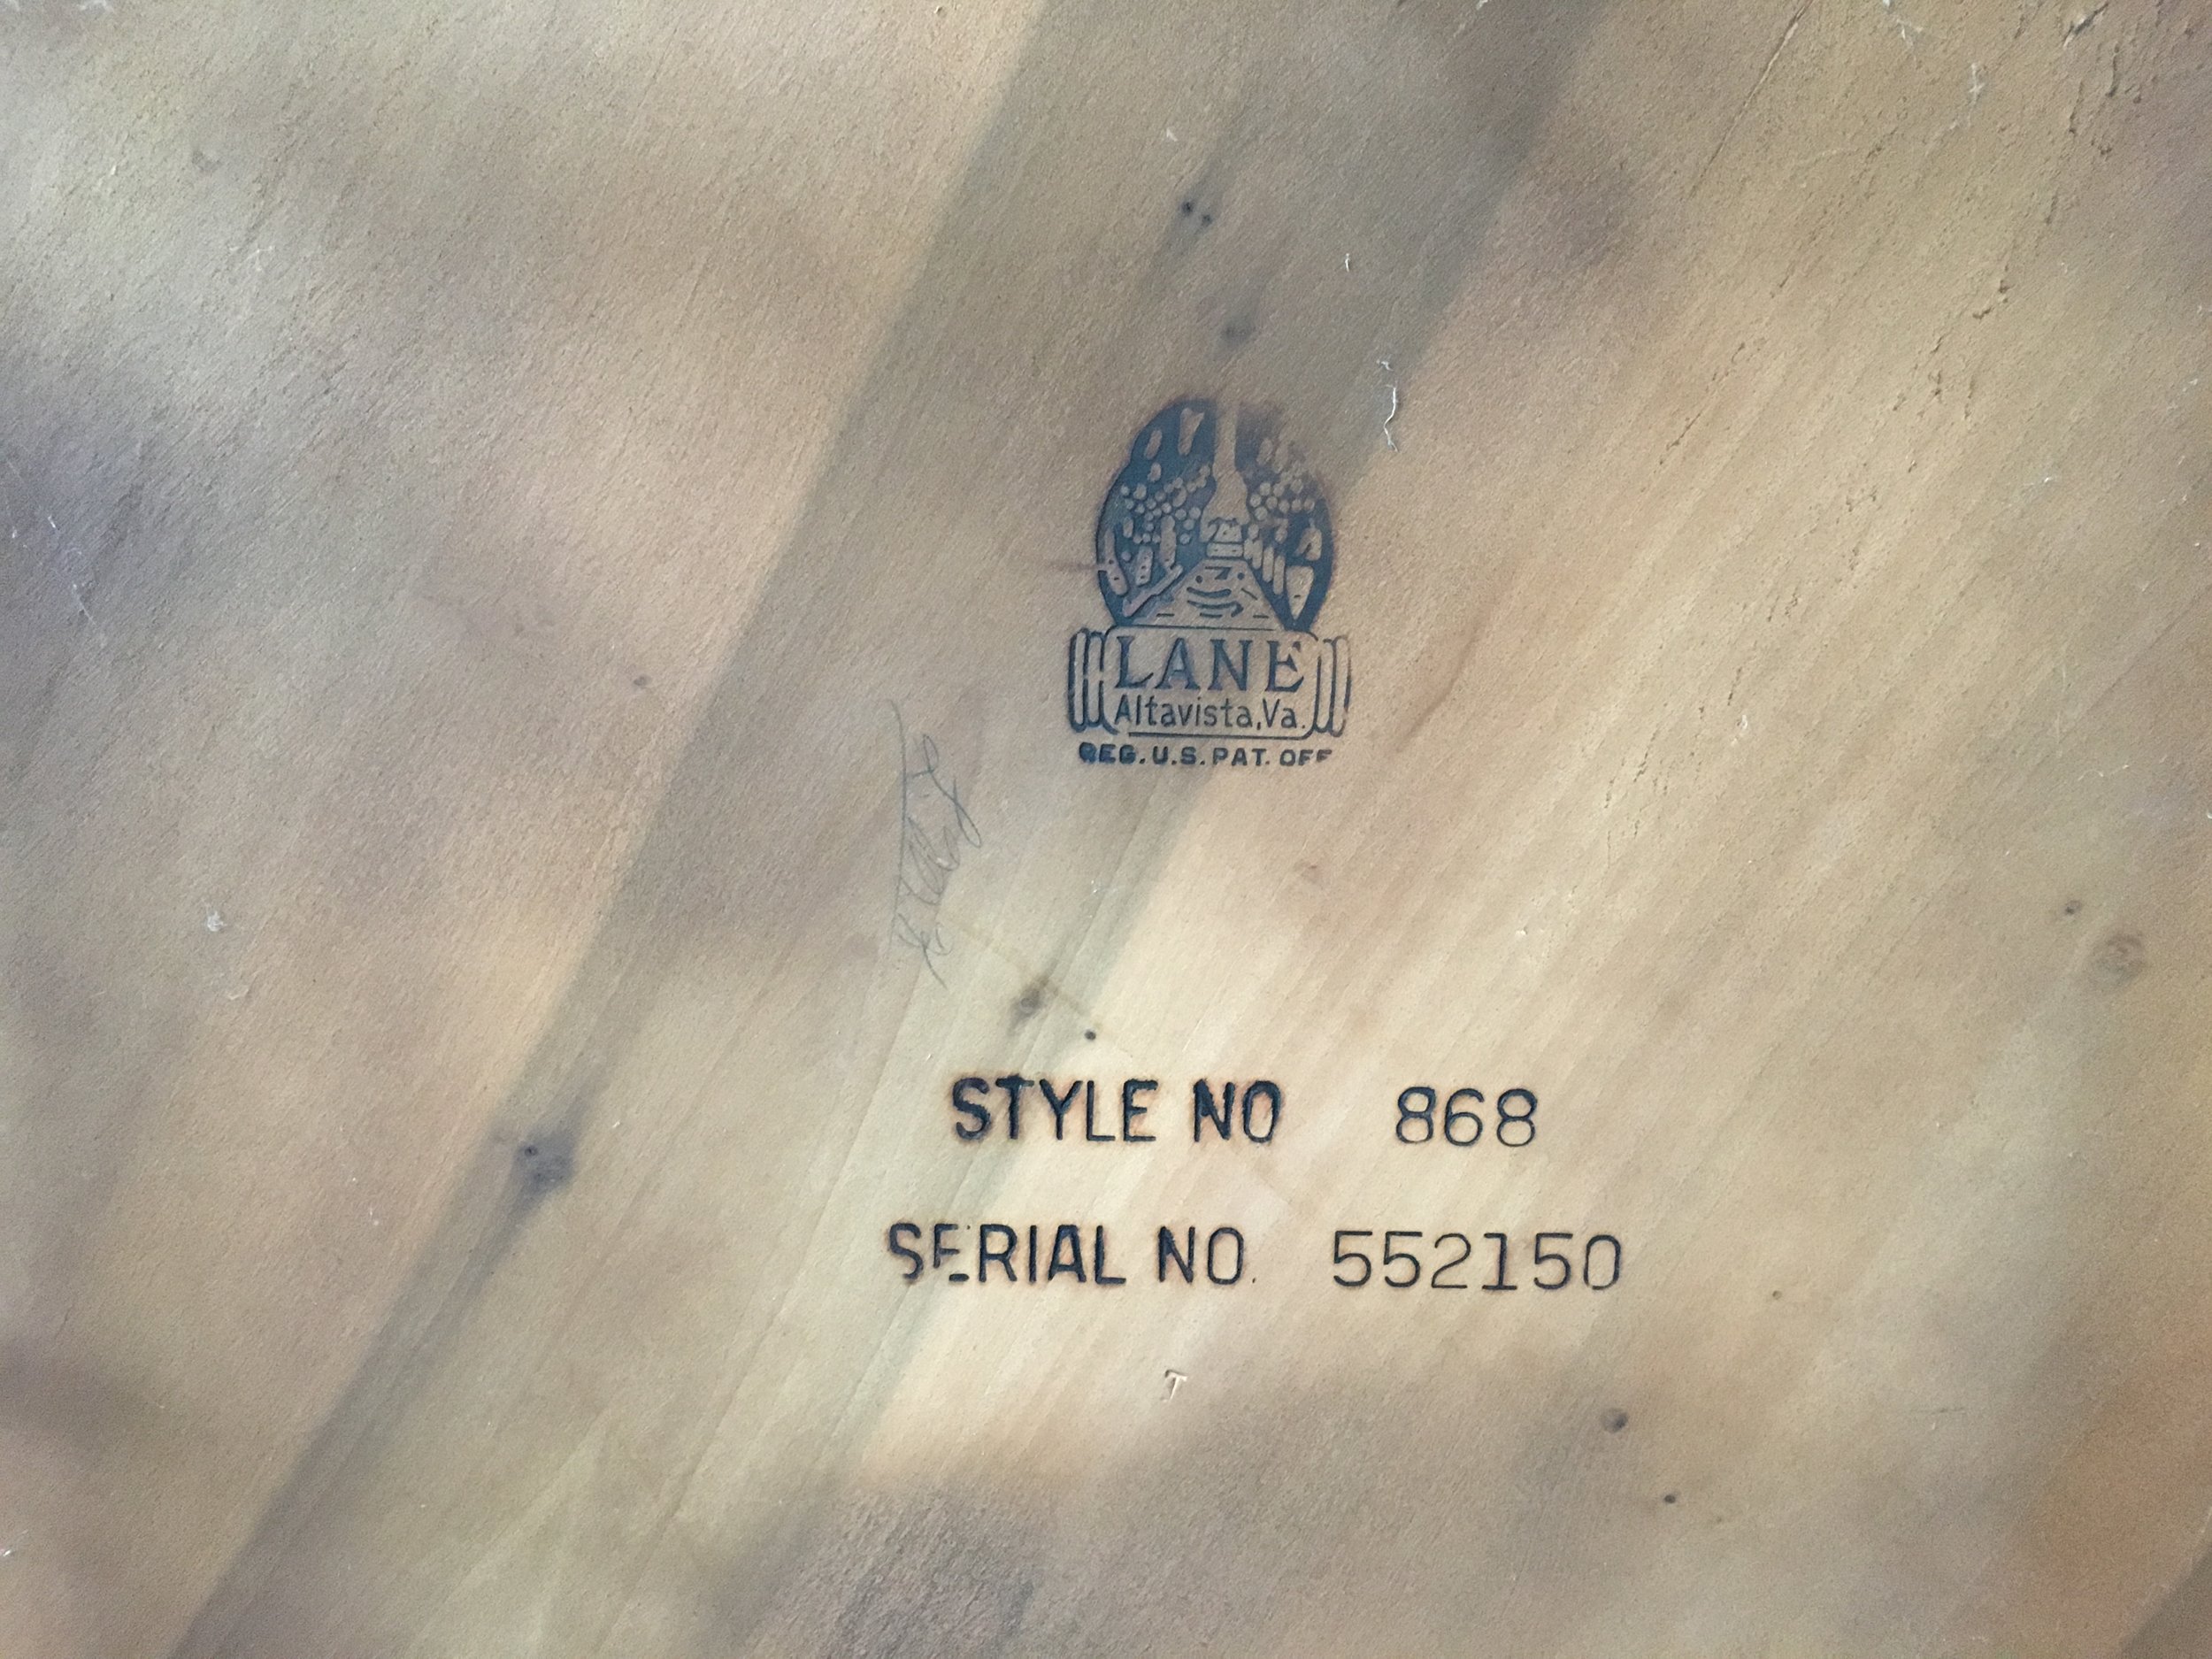 LANE
Altavista, Va.
REG. U.S. PAT. OFF
STYLE NO 868
SERIAL NO. 552150